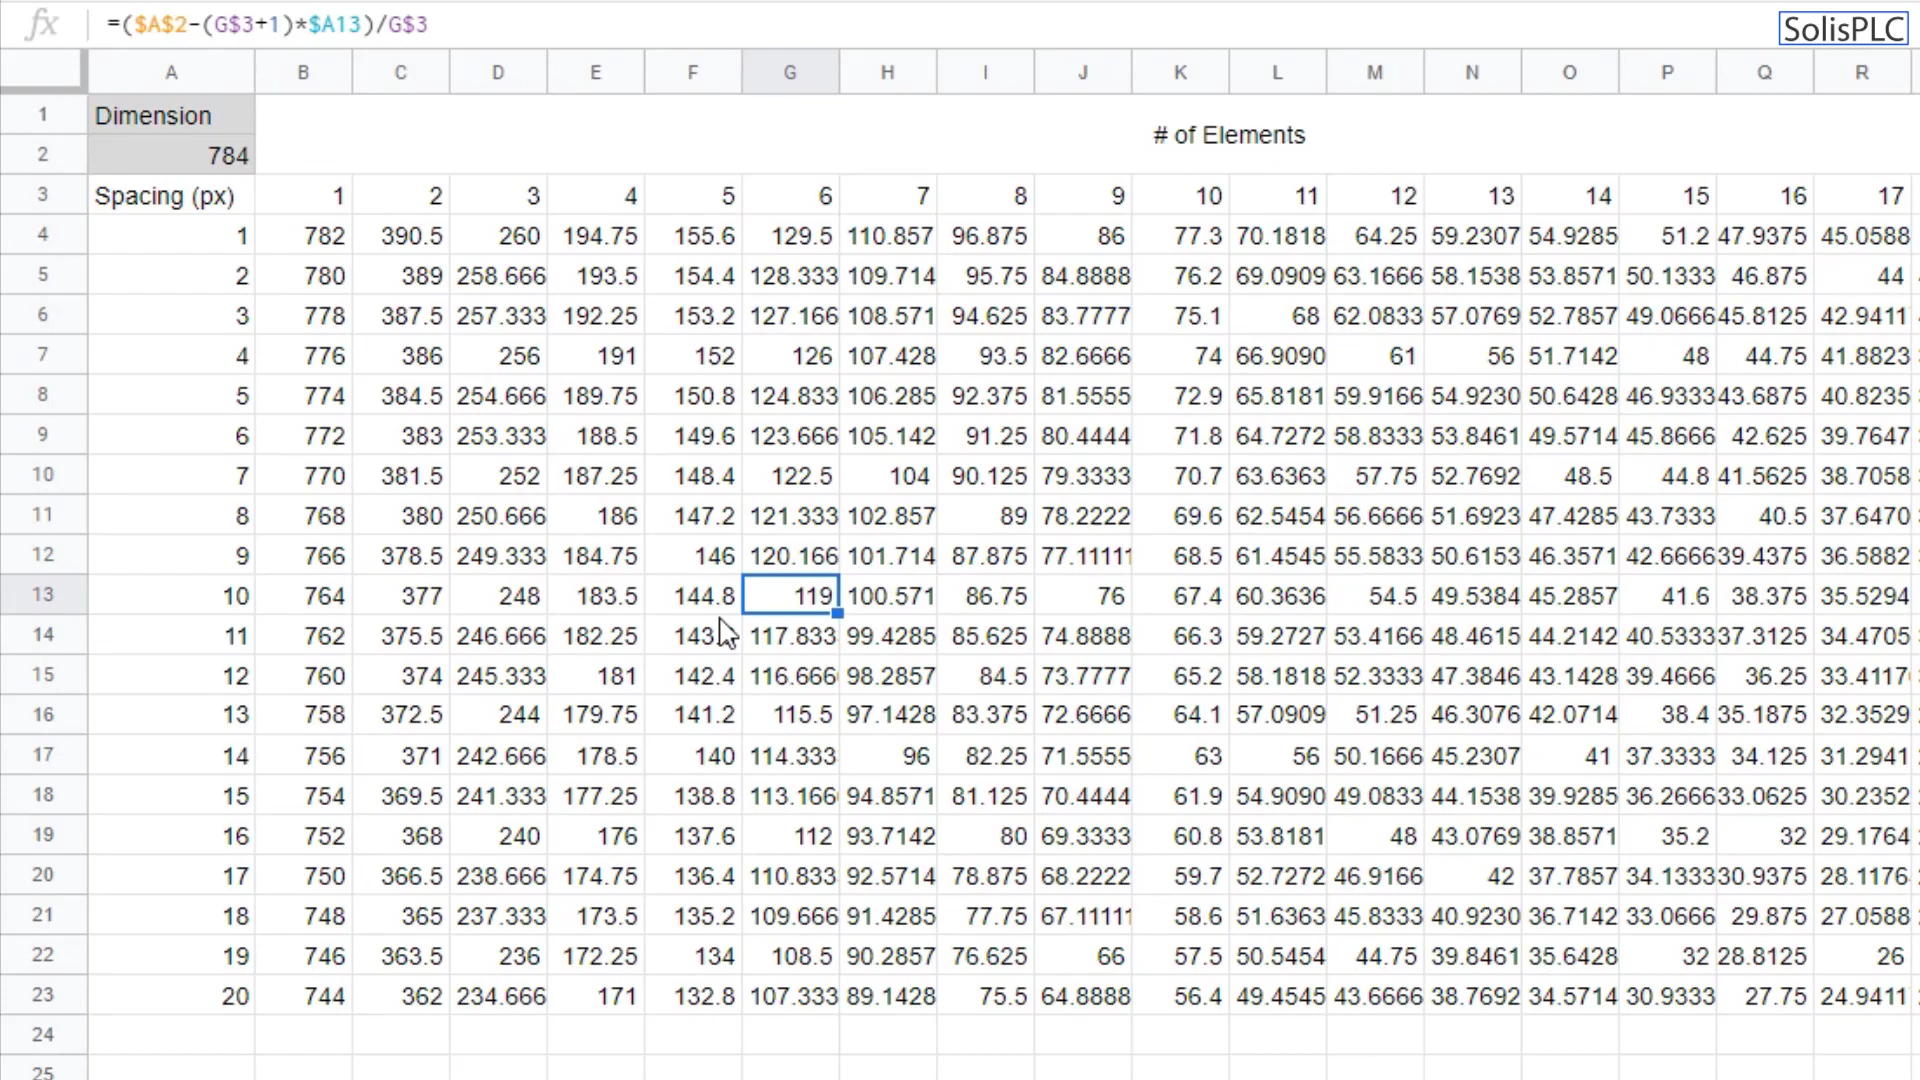 fx =($A$2-(G$3+1)*$A13)/G$3
SolisPLC
A B C D E F G H I J K L M N O P Q R
1 Dimension
# of Elements
2 784
3 Spacing (px) 1 2 3 4 5 6 7 8 9 10 11 12 13 14 15 16 17
4 1 782 390.5 260 194.75 155.6 129.5 110.857 96.875 86 77.3 70.1818 64.25 59.2307 54.9285 51.2 47.9375 45.0588
5 2 780 389 258.666 193.5 154.4 128.333 109.714 95.75 84.8888 76.2 69.0909 63.1666 58.1538 53.8571 50.1333 46.875 44
6 3 778 387.5 257.333 192.25 153.2 127.166 108.571 94.625 83.7777 75.1 68 62.0833 57.0769 52.7857 49.0666 45.8125 42.9411
7 4 776 386 256 191 152 126 107.428 93.5 82.6666 74 66.9090 61 56 51.7142 48 44.75 41.8823
8 5 774 384.5 254.666 189.75 150.8 124.833 106.285 92.375 81.5555 72.9 65.8181 59.9166 54.9230 50.6428 46.9333 43.6875 40.8235
9 6 772 383 253.333 188.5 149.6 123.666 105.142 91.25 80.4444 71.8 64.7272 58.8333 53.8461 49.5714 45.8666 42.625 39.7647
10 7 770 381.5 252 187.25 148.4 122.5 104 90.125 79.3333 70.7 63.6363 57.75 52.7692 48.5 44.8 41.5625 38.7058
11 8 768 380 250.666 186 147.2 121.333 102.857 89 78.2222 69.6 62.5454 56.6666 51.6923 47.4285 43.7333 40.5 37.6470
12 9 766 378.5 249.333 184.75 146 120.166 101.714 87.875 77.11111 68.5 61.4545 55.5833 50.6153 46.3571 42.6666 39.4375 36.5882
13 10 764 377 248 183.5 144.8 119 100.571 86.75 76 67.4 60.3636 54.5 49.5384 45.2857 41.6 38.375 35.5294
14 11 762 375.5 246.666 182.25 143. 117.833 99.4285 85.625 74.8888 66.3 59.2727 53.4166 48.4615 44.2142 40.5333 37.3125 34.4705
15 12 760 374 245.333 181 142.4 116.666 98.2857 84.5 73.7777 65.2 58.1818 52.3333 47.3846 43.1428 39.4666 36.25 33.4117
16 13 758 372.5 244 179.75 141.2 115.5 97.1428 83.375 72.6666 64.1 57.0909 51.25 46.3076 42.0714 38.4 35.1875 32.3529
17 14 756 371 242.666 178.5 140 114.333 96 82.25 71.5555 63 56 50.1666 45.2307 41 37.3333 34.125 31.2941
18 15 754 369.5 241.333 177.25 138.8 113.166 94.8571 81.125 70.4444 61.9 54.9090 49.0833 44.1538 39.9285 36.2666 33.0625 30.2352
19 16 752 368 240 176 137.6 112 93.7142 80 69.3333 60.8 53.8181 48 43.0769 38.8571 35.2 32 29.1764
20 17 750 366.5 238.666 174.75 136.4 110.833 92.5714 78.875 68.2222 59.7 52.7272 46.9166 42 37.7857 34.1333 30.9375 28.1176
21 18 748 365 237.333 173.5 135.2 109.666 91.4285 77.75 67.11111 58.6 51.6363 45.8333 40.9230 36.7142 33.0666 29.875 27.0588
22 19 746 363.5 236 172.25 134 108.5 90.2857 76.625 66 57.5 50.5454 44.75 39.8461 35.6428 32 28.8125 26
23 20 744 362 234.666 171 132.8 107.333 89.1428 75.5 64.8888 56.4 49.4545 43.6666 38.7692 34.5714 30.9333 27.75 24.9411
24
25